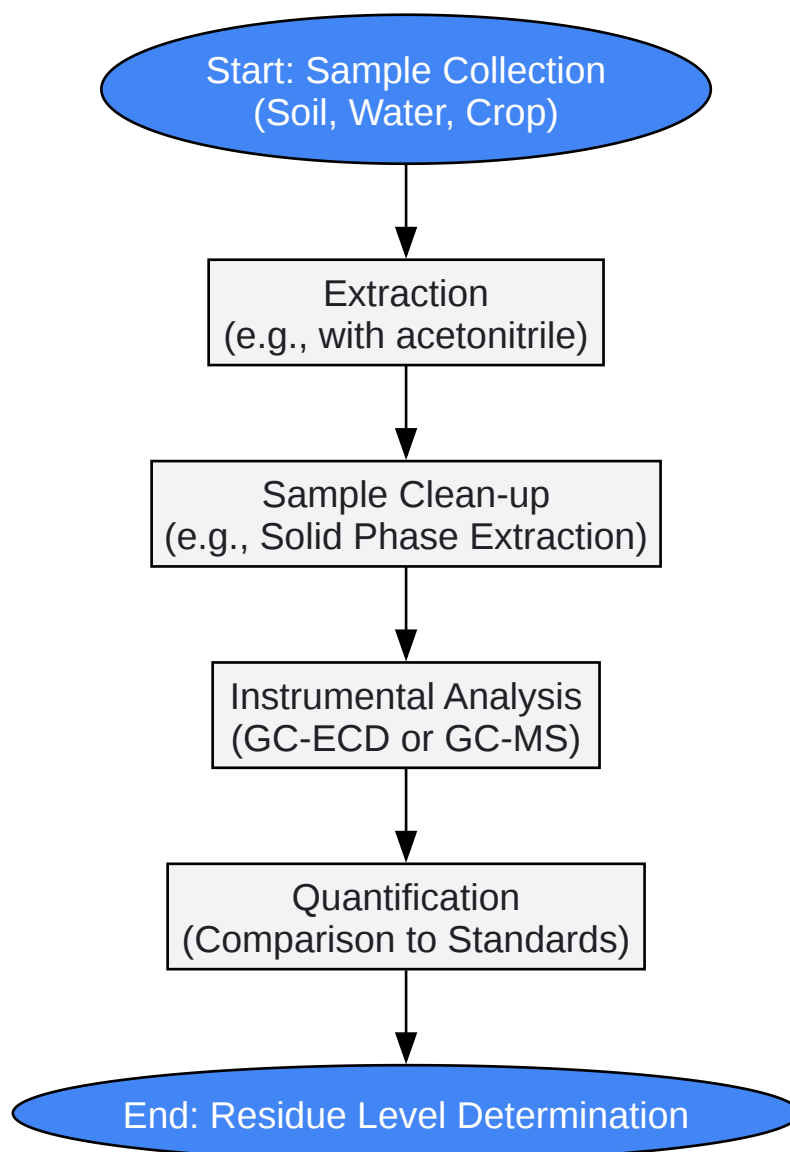 Start: Sample Collection
(Soil, Water, Crop)
Extraction
(e.g., with acetonitrile)
Sample Clean-up
(e.g., Solid Phase Extraction)
Instrumental Analysis
(GC-ECD or GC-MS)
Quantification
(Comparison to Standards)
End: Residue Level Determination